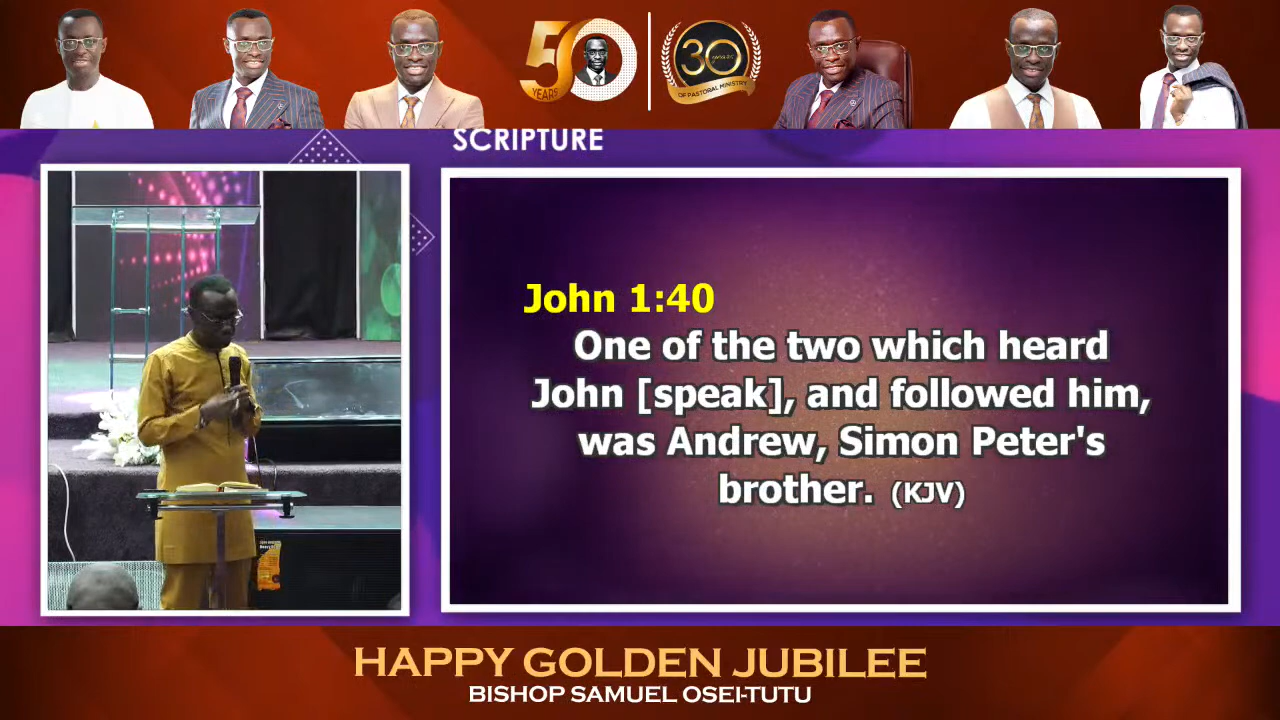 50
YEARS
30
OF PASTORAL MINISTRY
SCRIPTURE
John 1:40
One of the two which heard
John [speak], and followed him,
was Andrew, Simon Peter's
brother. (KJV)
HAPPY GOLDEN JUBILEE
BISHOP SAMUEL OSEI-TUTU